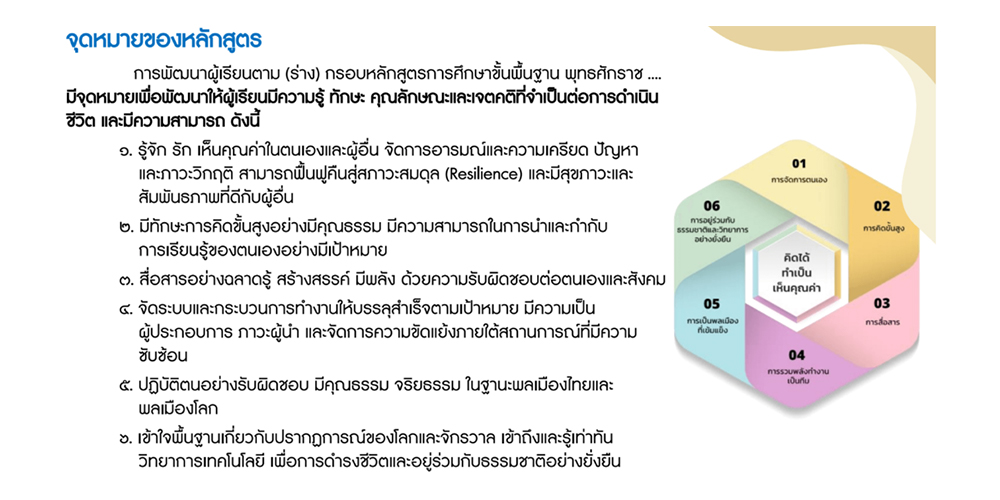 จุดหมายของหลักสูตร
การพัฒนาผู้เรียนตาม (ร่าง) กรอบหลักสูตรการศึกษาขั้นพื้นฐาน พุทธศักราช ....
มีจุดหมายเพื่อพัฒนาให้ผู้เรียนมีความรู้ ทักษะ คุณลักษณะและเจตคติที่จำเป็นต่อการดำเนิน
ชีวิต และมีความสามารถ ดังนี้
๑. รู้จัก รัก เห็นคุณค่าในตนเองและผู้อื่น จัดการอารมณ์และความเครียด ปัญหา
และภาวะวิกฤติ สามารถฟื้นฟูคืนสู่สภาวะสมดุล (Resilience) และมีสุขภาวะและ
สัมพันธภาพที่ดีกับผู้อื่น
๒. มีทักษะการคิดขั้นสูงอย่างมีคุณธรรม มีความสามารถในการนำและกำกับ
การเรียนรู้ของตนเองอย่างมีเป้าหมาย
๓. สื่อสารอย่างฉลาดรู้ สร้างสรรค์ มีพลัง ด้วยความรับผิดชอบต่อตนเองและสังคม
๔. จัดระบบและกระบวนการทำงานให้บรรลุสำเร็จตามเป้าหมาย มีความเป็น
ผู้ประกอบการ ภาวะผู้นำ และจัดการความขัดแย้งภายใต้สถานการณ์ที่มีความ
ซับซ้อน
๕. ปฏิบัติตนอย่างรับผิดชอบ มีคุณธรรม จริยธรรม ในฐานะพลเมืองไทยและ
พลเมืองโลก
๖. เข้าใจพื้นฐานเกี่ยวกับปรากฏการณ์ของโลกและจักรวาล เข้าถึงและรู้เท่าทัน
วิทยาการเทคโนโลยี เพื่อการดำรงชีวิตและอยู่ร่วมกับธรรมชาติอย่างยั่งยืน
01
การจัดการตนเอง
02
การคิดขั้นสูง
03
การสื่อสาร
04
การรวมพลังทำงาน
เป็นทีม
05
การเป็นพลเมือง
ที่เข้มแข็ง
06
การอยู่ร่วมกับ
ธรรมชาติและวิทยาการ
อย่างยั่งยืน
คิดได้
ทำเป็น
เห็นคุณค่า